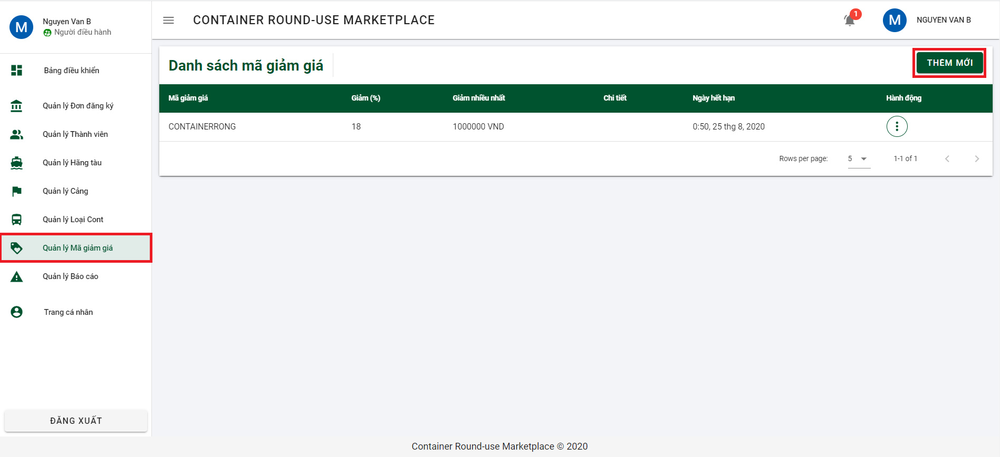 M
Nguyen Van B
Người điều hành
Bảng điều khiển
Quản lý Đơn đăng ký
Quản lý Thành viên
Quản lý Hãng tàu
Quản lý Cảng
Quản lý Loại Cont
Quản lý Mã giảm giá
Quản lý Báo cáo
Trang cá nhân
ĐĂNG XUẤT
CONTAINER ROUND-USE MARKETPLACE
1
M
NGUYEN VAN B
Danh sách mã giảm giá
THÊM MỚI
Mã giảm giá Giảm (%) Giảm nhiều nhất Chi tiết Ngày hết hạn Hành động
CONTAINERRONG 18 1000000 VND 0:50, 25 thg 8, 2020
Rows per page: 5 1-1 of 1
Container Round-use Marketplace © 2020